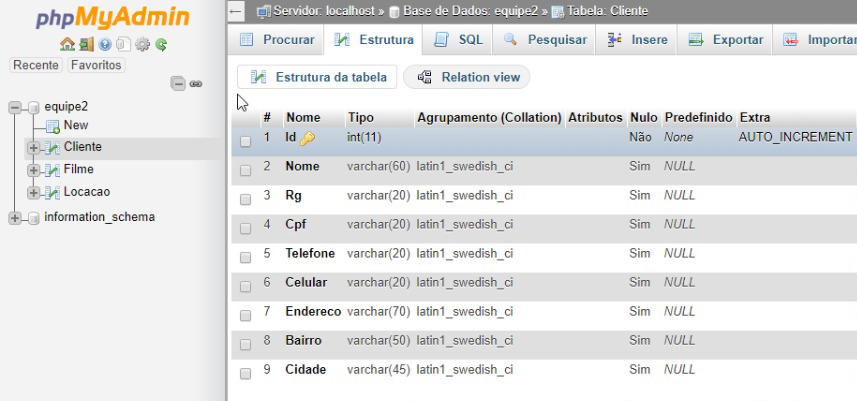 phpMyAdmin
Recente Favoritos
equipe2
New
Cliente
Filme
Locacao
information_schema
Servidor: localhost » Base de Dados: equipe2 » Tabela: Cliente
Procurar Estrutura SQL Pesquisar Insere Exportar Importar
Estrutura da tabela Relation view
# Nome Tipo Agrupamento (Collation) Atributos Nulo Predefinido Extra
1 Id int(11) Não None AUTO_INCREMENT
2 Nome varchar(60) latin1_swedish_ci Sim NULL
3 Rg varchar(20) latin1_swedish_ci Sim NULL
4 Cpf varchar(20) latin1_swedish_ci Sim NULL
5 Telefone varchar(20) latin1_swedish_ci Sim NULL
6 Celular varchar(20) latin1_swedish_ci Sim NULL
7 Endereco varchar(70) latin1_swedish_ci Sim NULL
8 Bairro varchar(50) latin1_swedish_ci Sim NULL
9 Cidade varchar(45) latin1_swedish_ci Sim NULL